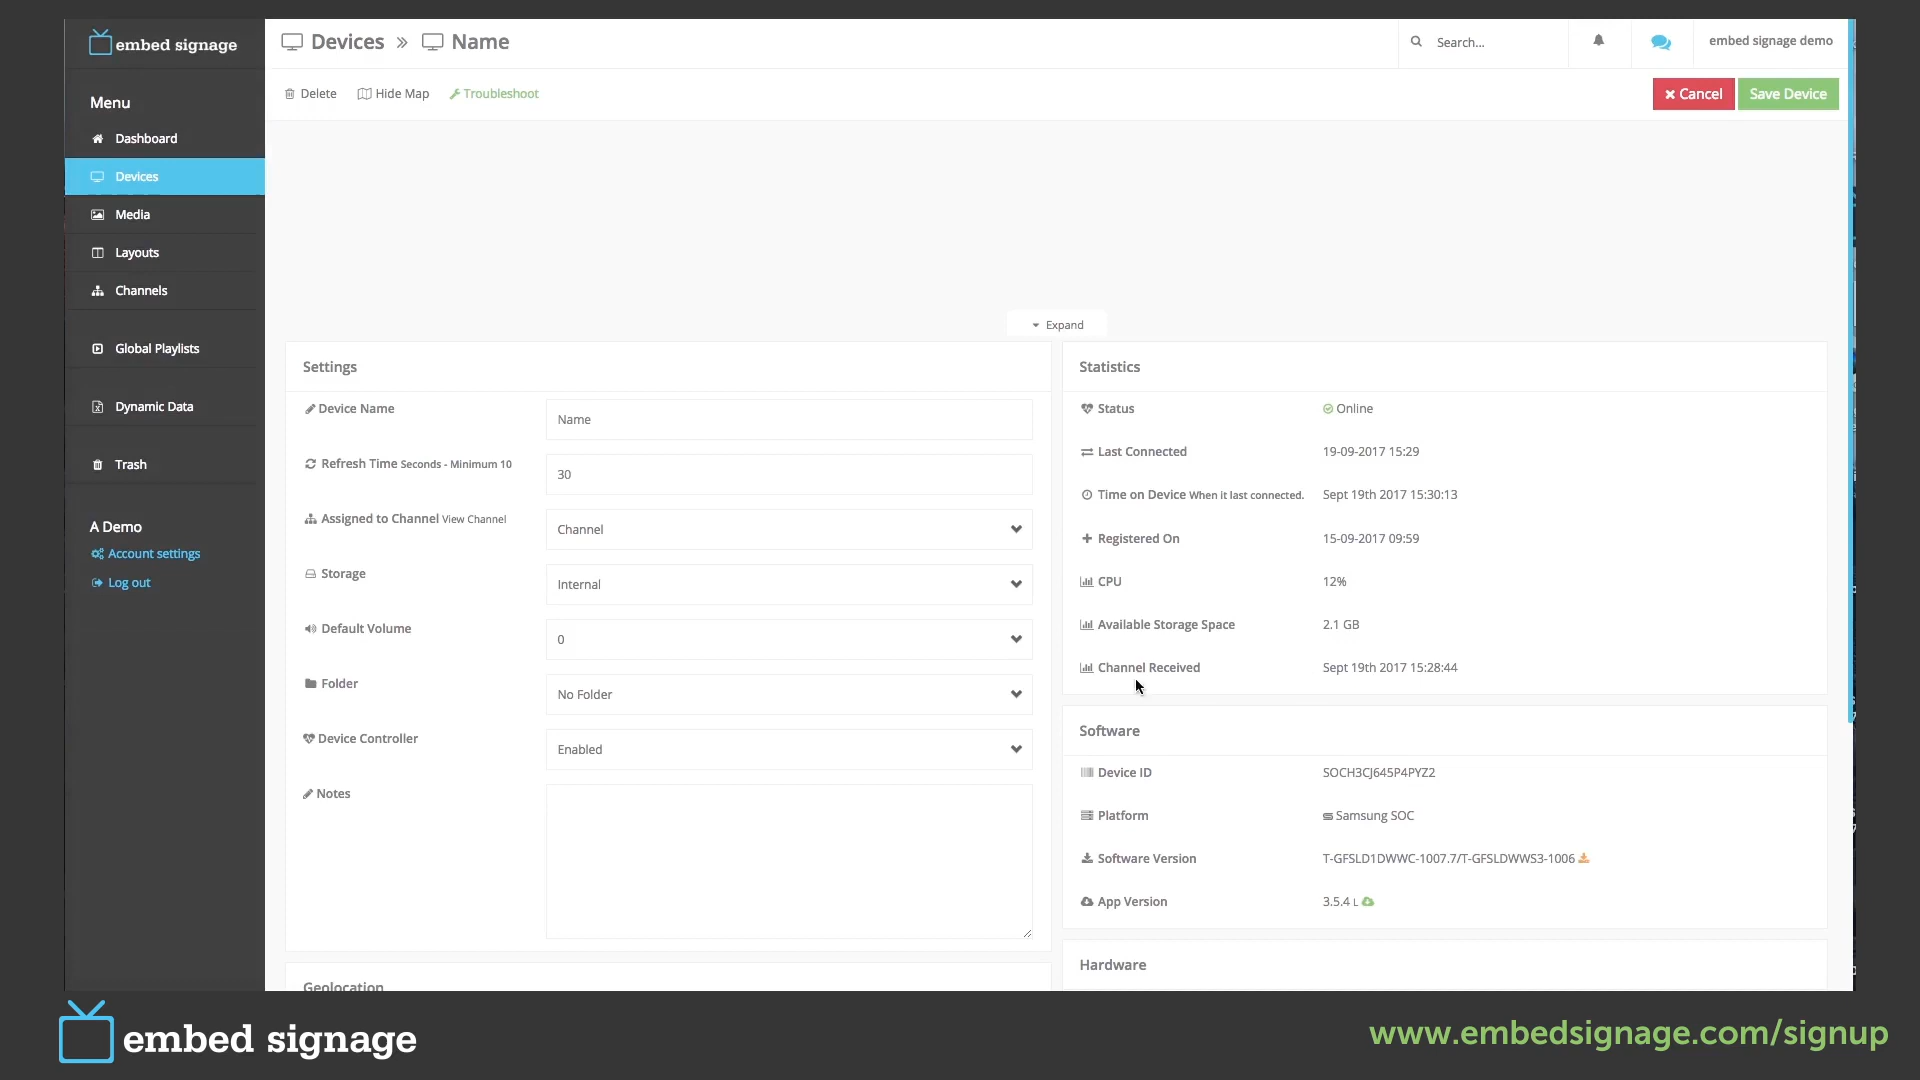 embed signage
Devices » Name
Search...
embed signage demo
Menu
Delete
Hide Map
Troubleshoot
Cancel
Save Device
Dashboard
Devices
Media
Layouts
Channels
Global Playlists
Dynamic Data
Trash
A Demo
Account settings
Log out
Expand
Settings
Device Name
Name
Refresh Time Seconds - Minimum 10
30
Assigned to Channel View Channel
Channel
Storage
Internal
Default Volume
0
Folder
No Folder
Device Controller
Enabled
Notes
Geolocation
Statistics
Status
Online
Last Connected
19-09-2017 15:29
Time on Device When it last connected.
Sept 19th 2017 15:30:13
Registered On
15-09-2017 09:59
CPU
12%
Available Storage Space
2.1 GB
Channel Received
Sept 19th 2017 15:28:44
Software
Device ID
SOCH3CJ645P4PYZ2
Platform
Samsung SOC
Software Version
T-GFSLD1DWWC-1007.7/T-GFSLDWWS3-1006
App Version
3.5.4 L
Hardware
embed signage
www.embedsignage.com/signup